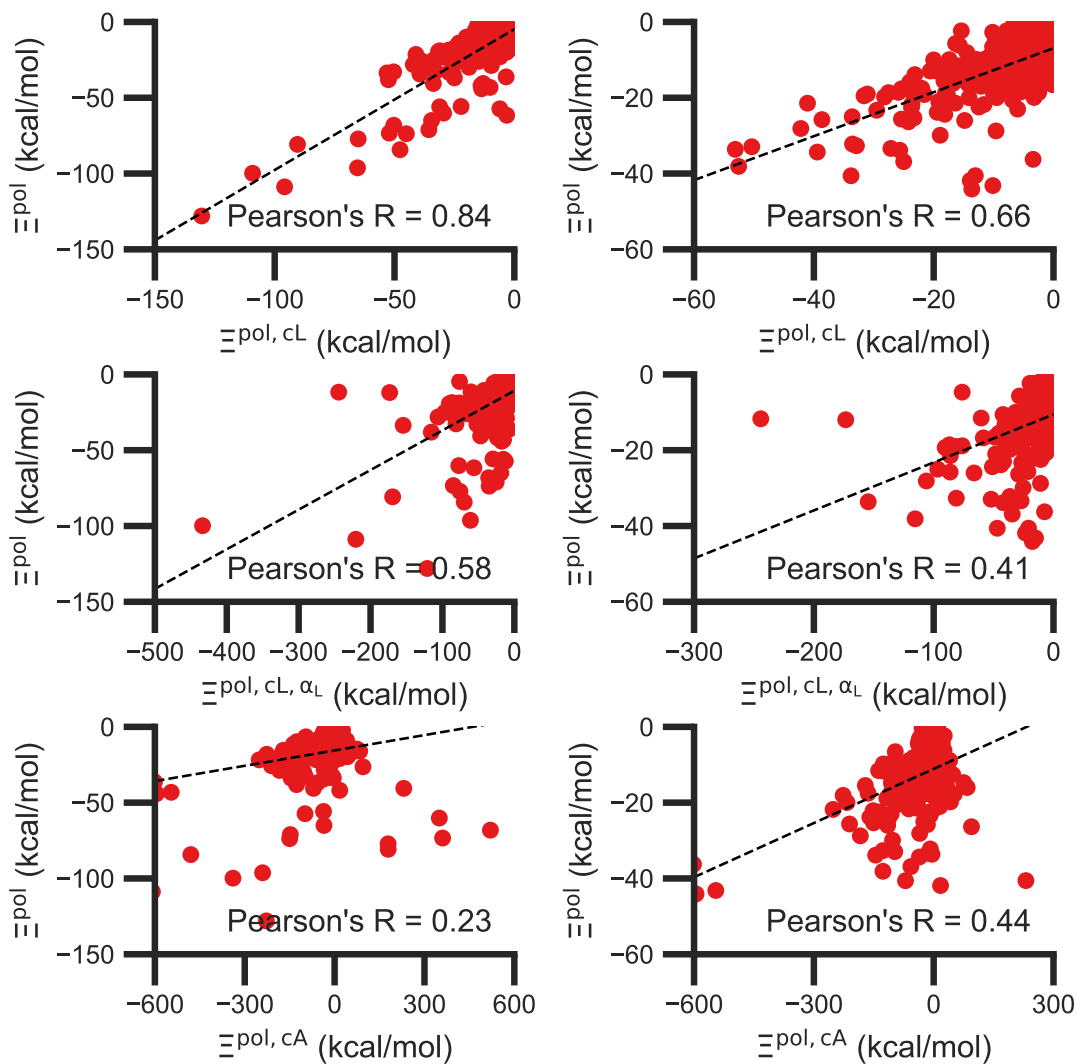 0
−50
−100
−150
Ξpol (kcal/mol)
Pearson's R = 0.84
−150 −100 −50 0
Ξpol, cL (kcal/mol)
0
−20
−40
−60
Ξpol (kcal/mol)
Pearson's R = 0.66
−60 −40 −20 0
Ξpol, cL (kcal/mol)
0
−50
−100
−150
Ξpol (kcal/mol)
Pearson's R = 0.58
−500 −400 −300 −200 −100 0
Ξpol, cL, αL (kcal/mol)
0
−20
−40
−60
Ξpol (kcal/mol)
Pearson's R = 0.41
−300 −200 −100 0
Ξpol, cL, αL (kcal/mol)
0
−50
−100
−150
Ξpol (kcal/mol)
Pearson's R = 0.23
−600 −300 0 300 600
Ξpol, cA (kcal/mol)
0
−20
−40
−60
Ξpol (kcal/mol)
Pearson's R = 0.44
−600 −300 0 300
Ξpol, cA (kcal/mol)